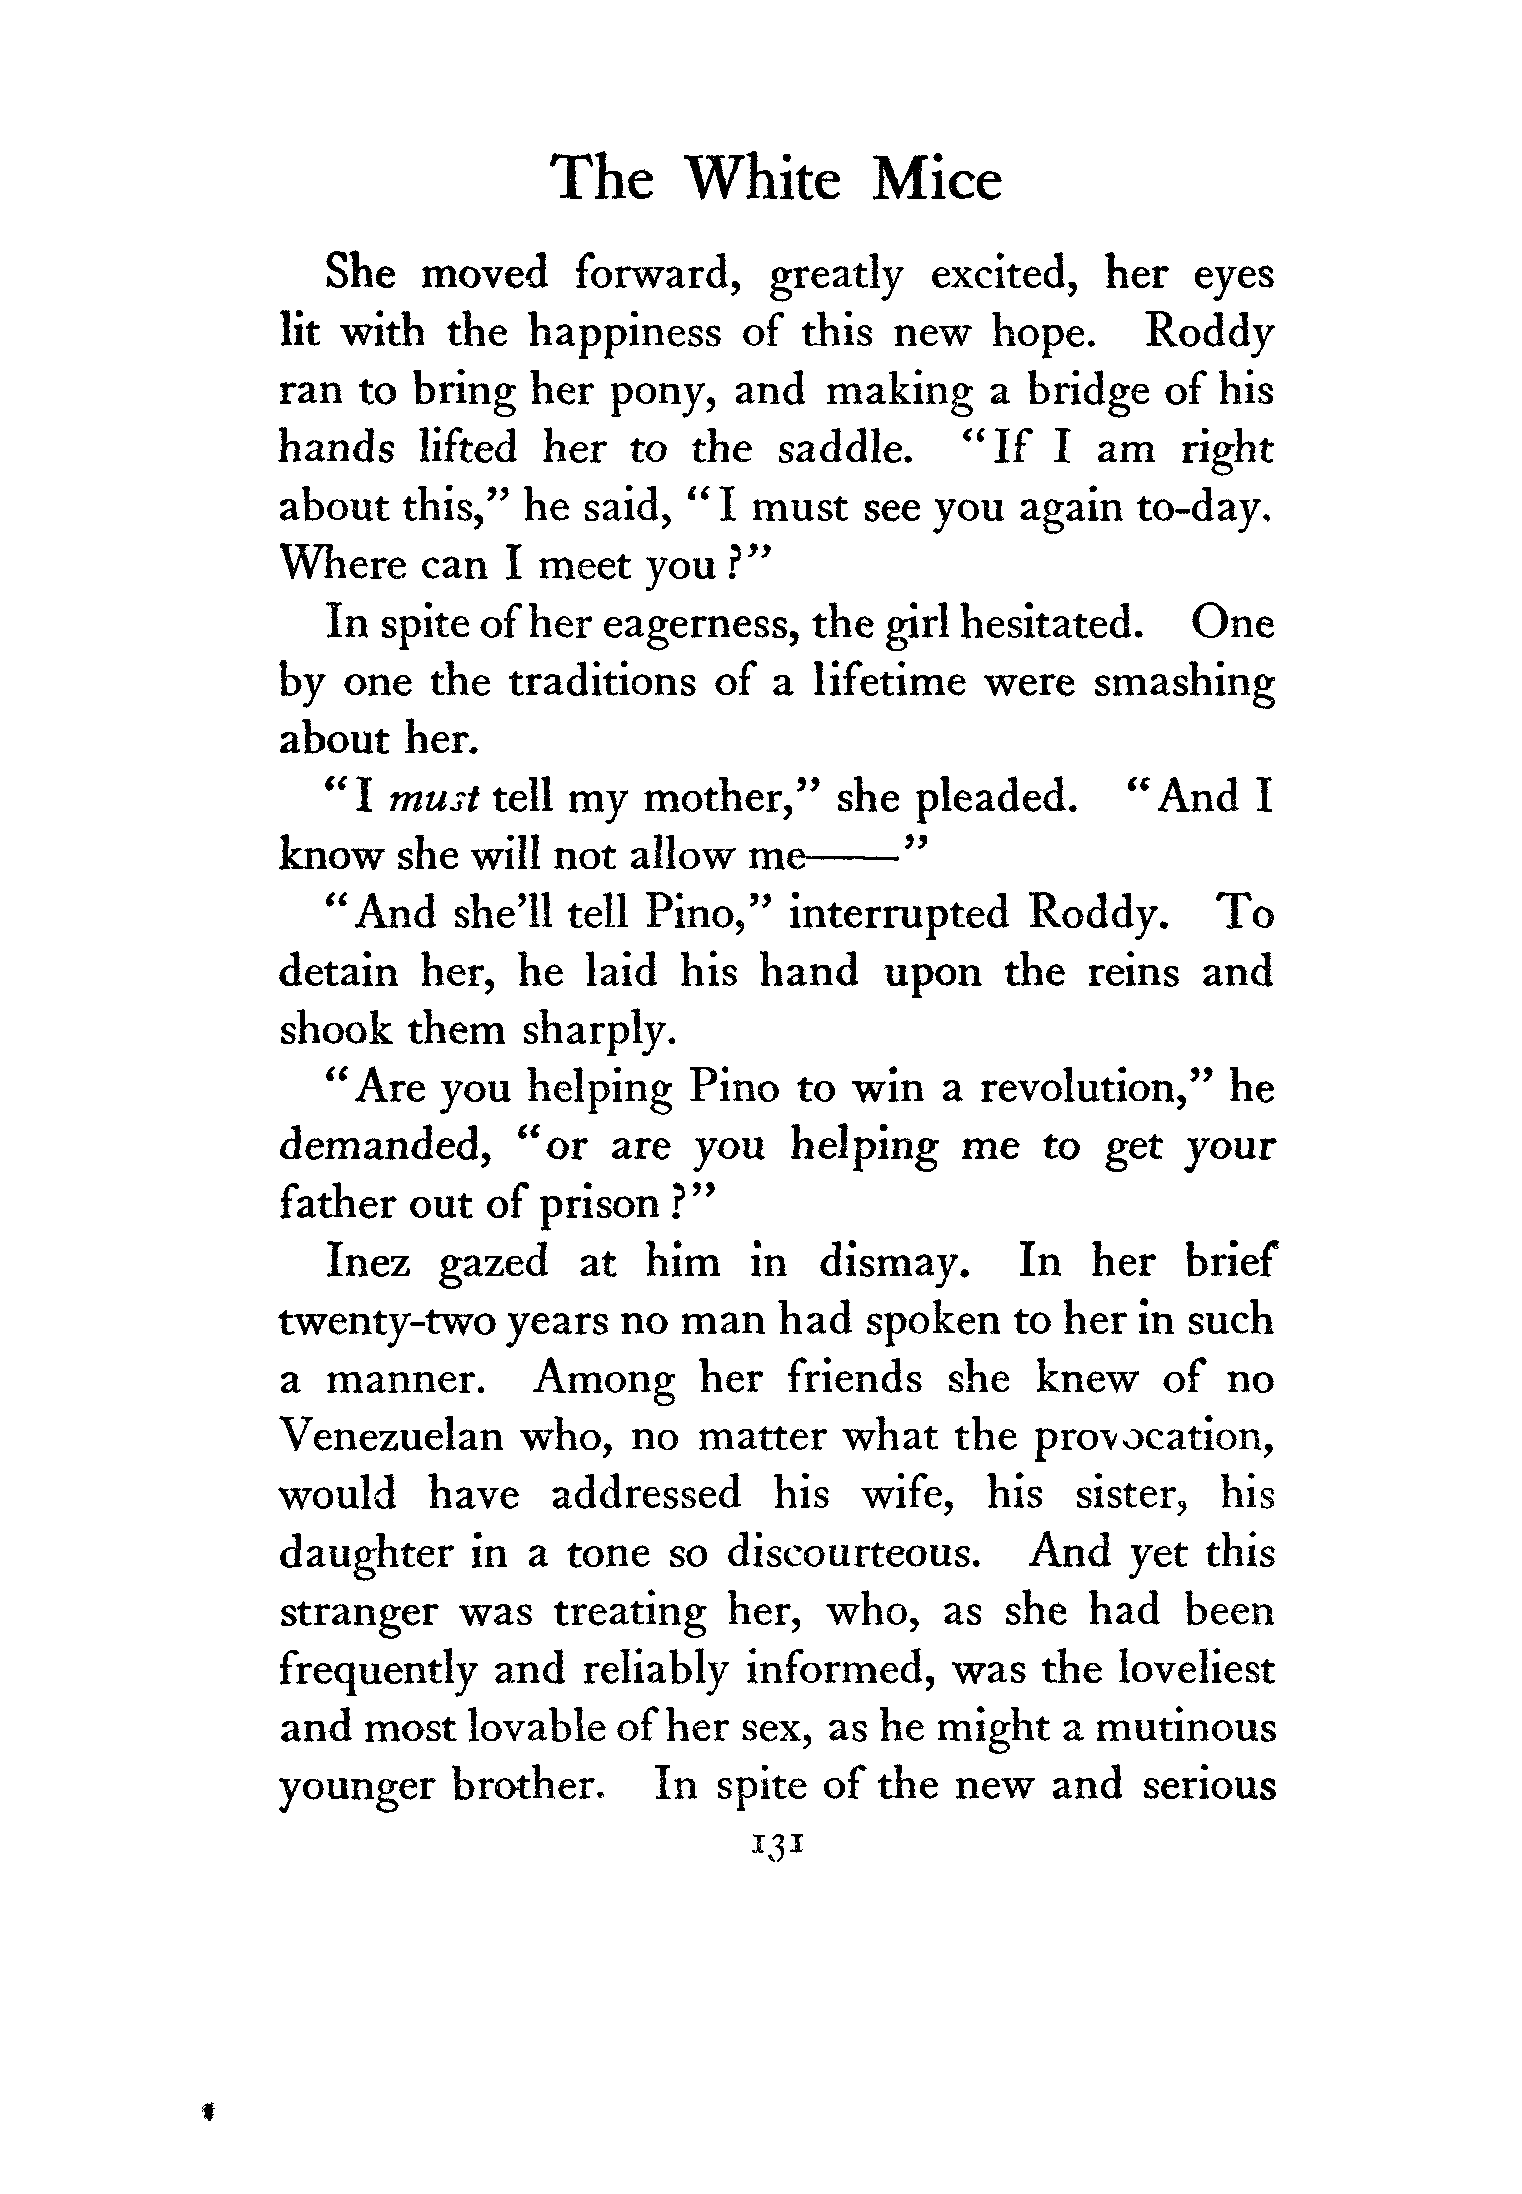 The White Mice
She moved forward, greatly excited, her eyes
lit with the happiness of this new hope. Roddy
ran to bring her pony, and making a bridge of his
hands lifted her to the saddle. "If I am right
about this," he said, "I must see you again to-day.
Where can I meet you?"
In spite of her eagerness, the girl hesitated. One
by one the traditions of a lifetime were smashing
about her.
"I must tell my mother," she pleaded. "And I
know she will not allow me——"
"And she'll tell Pino," interrupted Roddy. To
detain her, he laid his hand upon the reins and
shook them sharply.
"Are you helping Pino to win a revolution," he
demanded, "or are you helping me to get your
father out of prison?"
Inez gazed at him in dismay. In her brief
twenty-two years no man had spoken to her in such
a manner. Among her friends she knew of no
Venezuelan who, no matter what the provocation,
would have addressed his wife, his sister, his
daughter in a tone so discourteous. And yet this
stranger was treating her, who, as she had been
frequently and reliably informed, was the loveliest
and most lovable of her sex, as he might a mutinous
younger brother. In spite of the new and serious
131